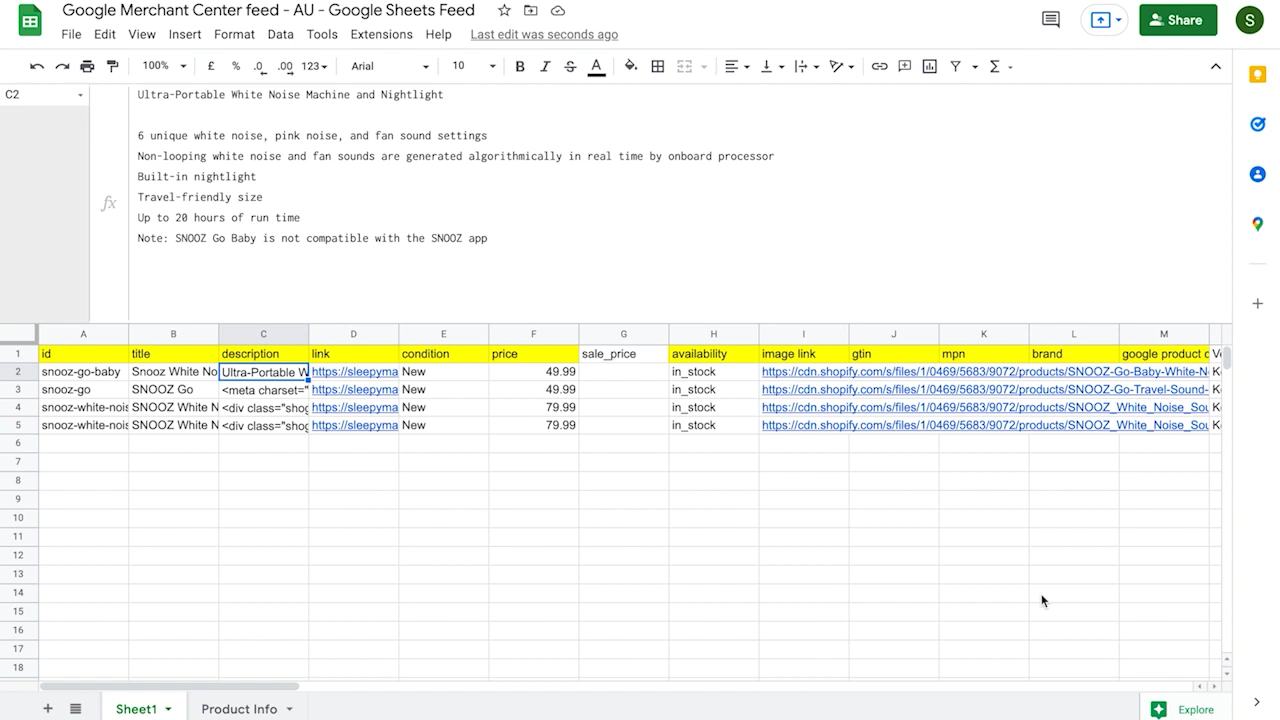 Google Merchant Center feed - AU - Google Sheets Feed
File Edit View Insert Format Data Tools Extensions Help Last edit was seconds ago
Share
S
100% £ % .0 .00 123 Arial 10 B I S A
C2
fx
Ultra-Portable White Noise Machine and Nightlight
6 unique white noise, pink noise, and fan sound settings
Non-looping white noise and fan sounds are generated algorithmically in real time by onboard processor
Built-in nightlight
Travel-friendly size
Up to 20 hours of run time
Note: SNOOZ Go Baby is not compatible with the SNOOZ app
A B C D E F G H I J K L M
1 id title description link condition price sale_price availability image link gtin mpn brand google product
2 snooz-go-baby Snooz White No Ultra-Portable W https://sleepyma New 49.99 in_stock https://cdn.shopify.com/s/files/1/0469/5683/9072/products/SNOOZ-Go-Baby-White-N
3 snooz-go SNOOZ Go <meta charset=" https://sleepyma New 49.99 in_stock https://cdn.shopify.com/s/files/1/0469/5683/9072/products/SNOOZ-Go-Travel-Sound-
4 snooz-white-nois SNOOZ White N <div class="shog https://sleepyma New 79.99 in_stock https://cdn.shopify.com/s/files/1/0469/5683/9072/products/SNOOZ_White_Noise_Sou
5 snooz-white-nois SNOOZ White N <div class="shog https://sleepyma New 79.99 in_stock https://cdn.shopify.com/s/files/1/0469/5683/9072/products/SNOOZ_White_Noise_Sou
6
7
8
9
10
11
12
13
14
15
16
17
18
Sheet1 Product Info Explore